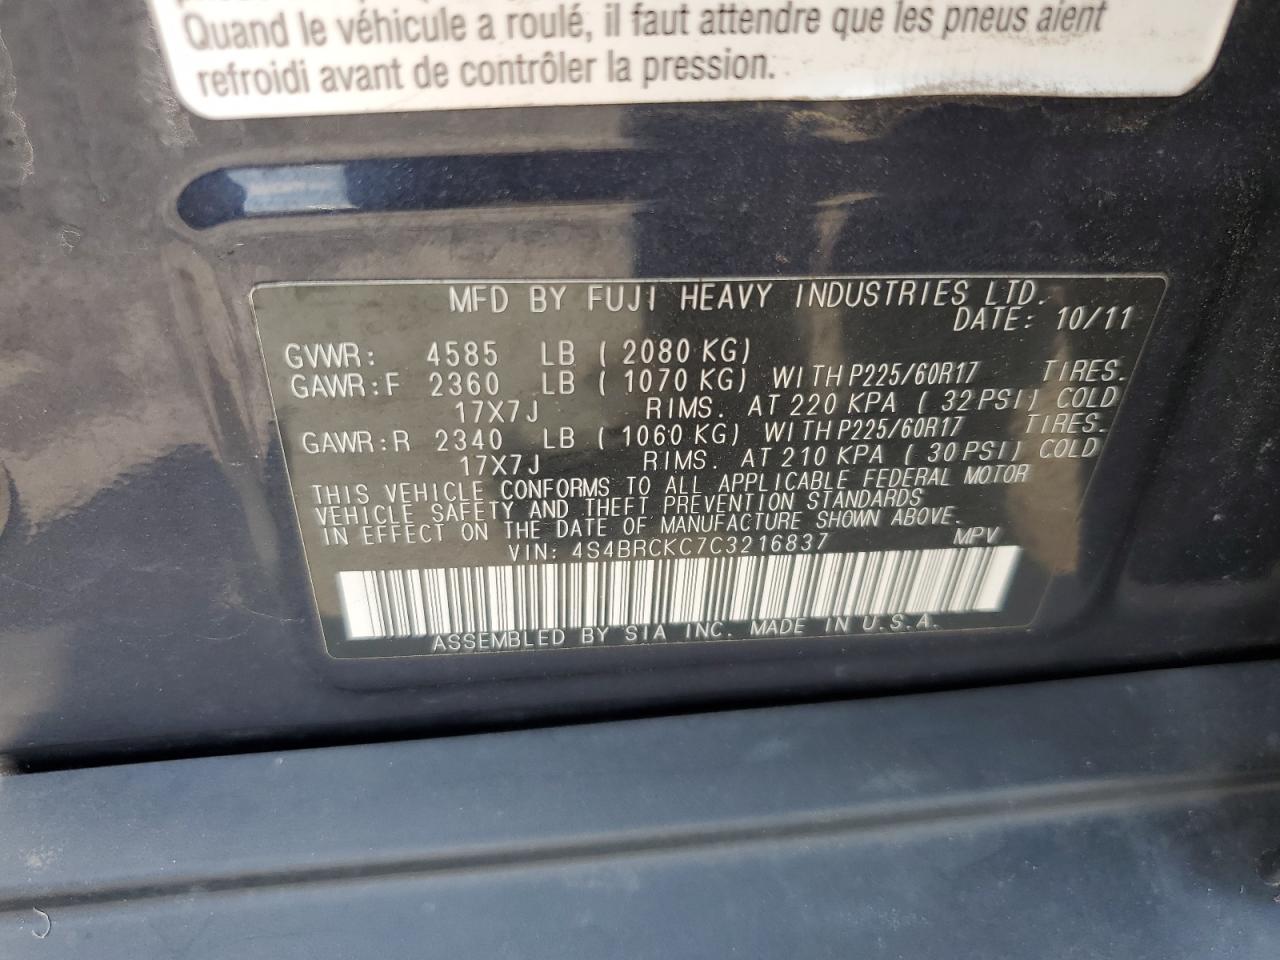 Quand le véhicule a roulé, il faut attendre que les pneus aient
refroidi avant de contrôler la pression.
MFD BY FUJI HEAVY INDUSTRIES LTD.
DATE: 10/11
GVWR: 4585 LB ( 2080 KG)
GAWR:F 2360 LB ( 1070 KG) WITH P225/60R17 TIRES.
17X7J RIMS. AT 220 KPA ( 32 PSI) COLD
GAWR:R 2340 LB ( 1060 KG) WITH P225/60R17 TIRES.
17X7J RIMS. AT 210 KPA ( 30 PSI) COLD
THIS VEHICLE CONFORMS TO ALL APPLICABLE FEDERAL MOTOR
VEHICLE SAFETY AND THEFT PREVENTION STANDARDS
IN EFFECT ON THE DATE OF MANUFACTURE SHOWN ABOVE.
VIN: 4S4BRCKC7C3216837 MPV
ASSEMBLED BY SIA INC. MADE IN U.S.A.